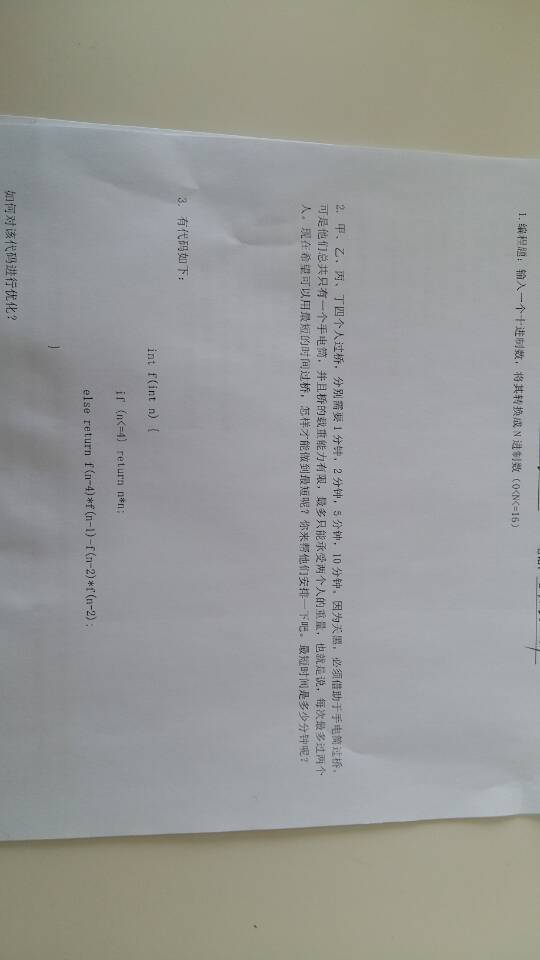 1. 编程题：输入一个十进制数，将其转换成 N 进制数（0<N<=16）
2. 甲、乙、丙、丁四个人过桥，分别需要 1 分钟，2 分钟，5 分钟，10 分钟。因为天黑，必须借助于手电筒过桥，
可是他们总共只有一个手电筒，并且桥的载重能力有限，最多只能承受两个人的重量，也就是说，每次最多过两个
人。现在希望可以用最短的时间过桥，怎样才能做到最短呢？你来帮他们安排一下吧。最短时间是多少分钟呢？
3. 有代码如下：
int f(int n) {
if (n<=4) return n*n;
else return f(n-4)*f(n-1)-f(n-2)*f(n-2);
}
如何对该代码进行优化？